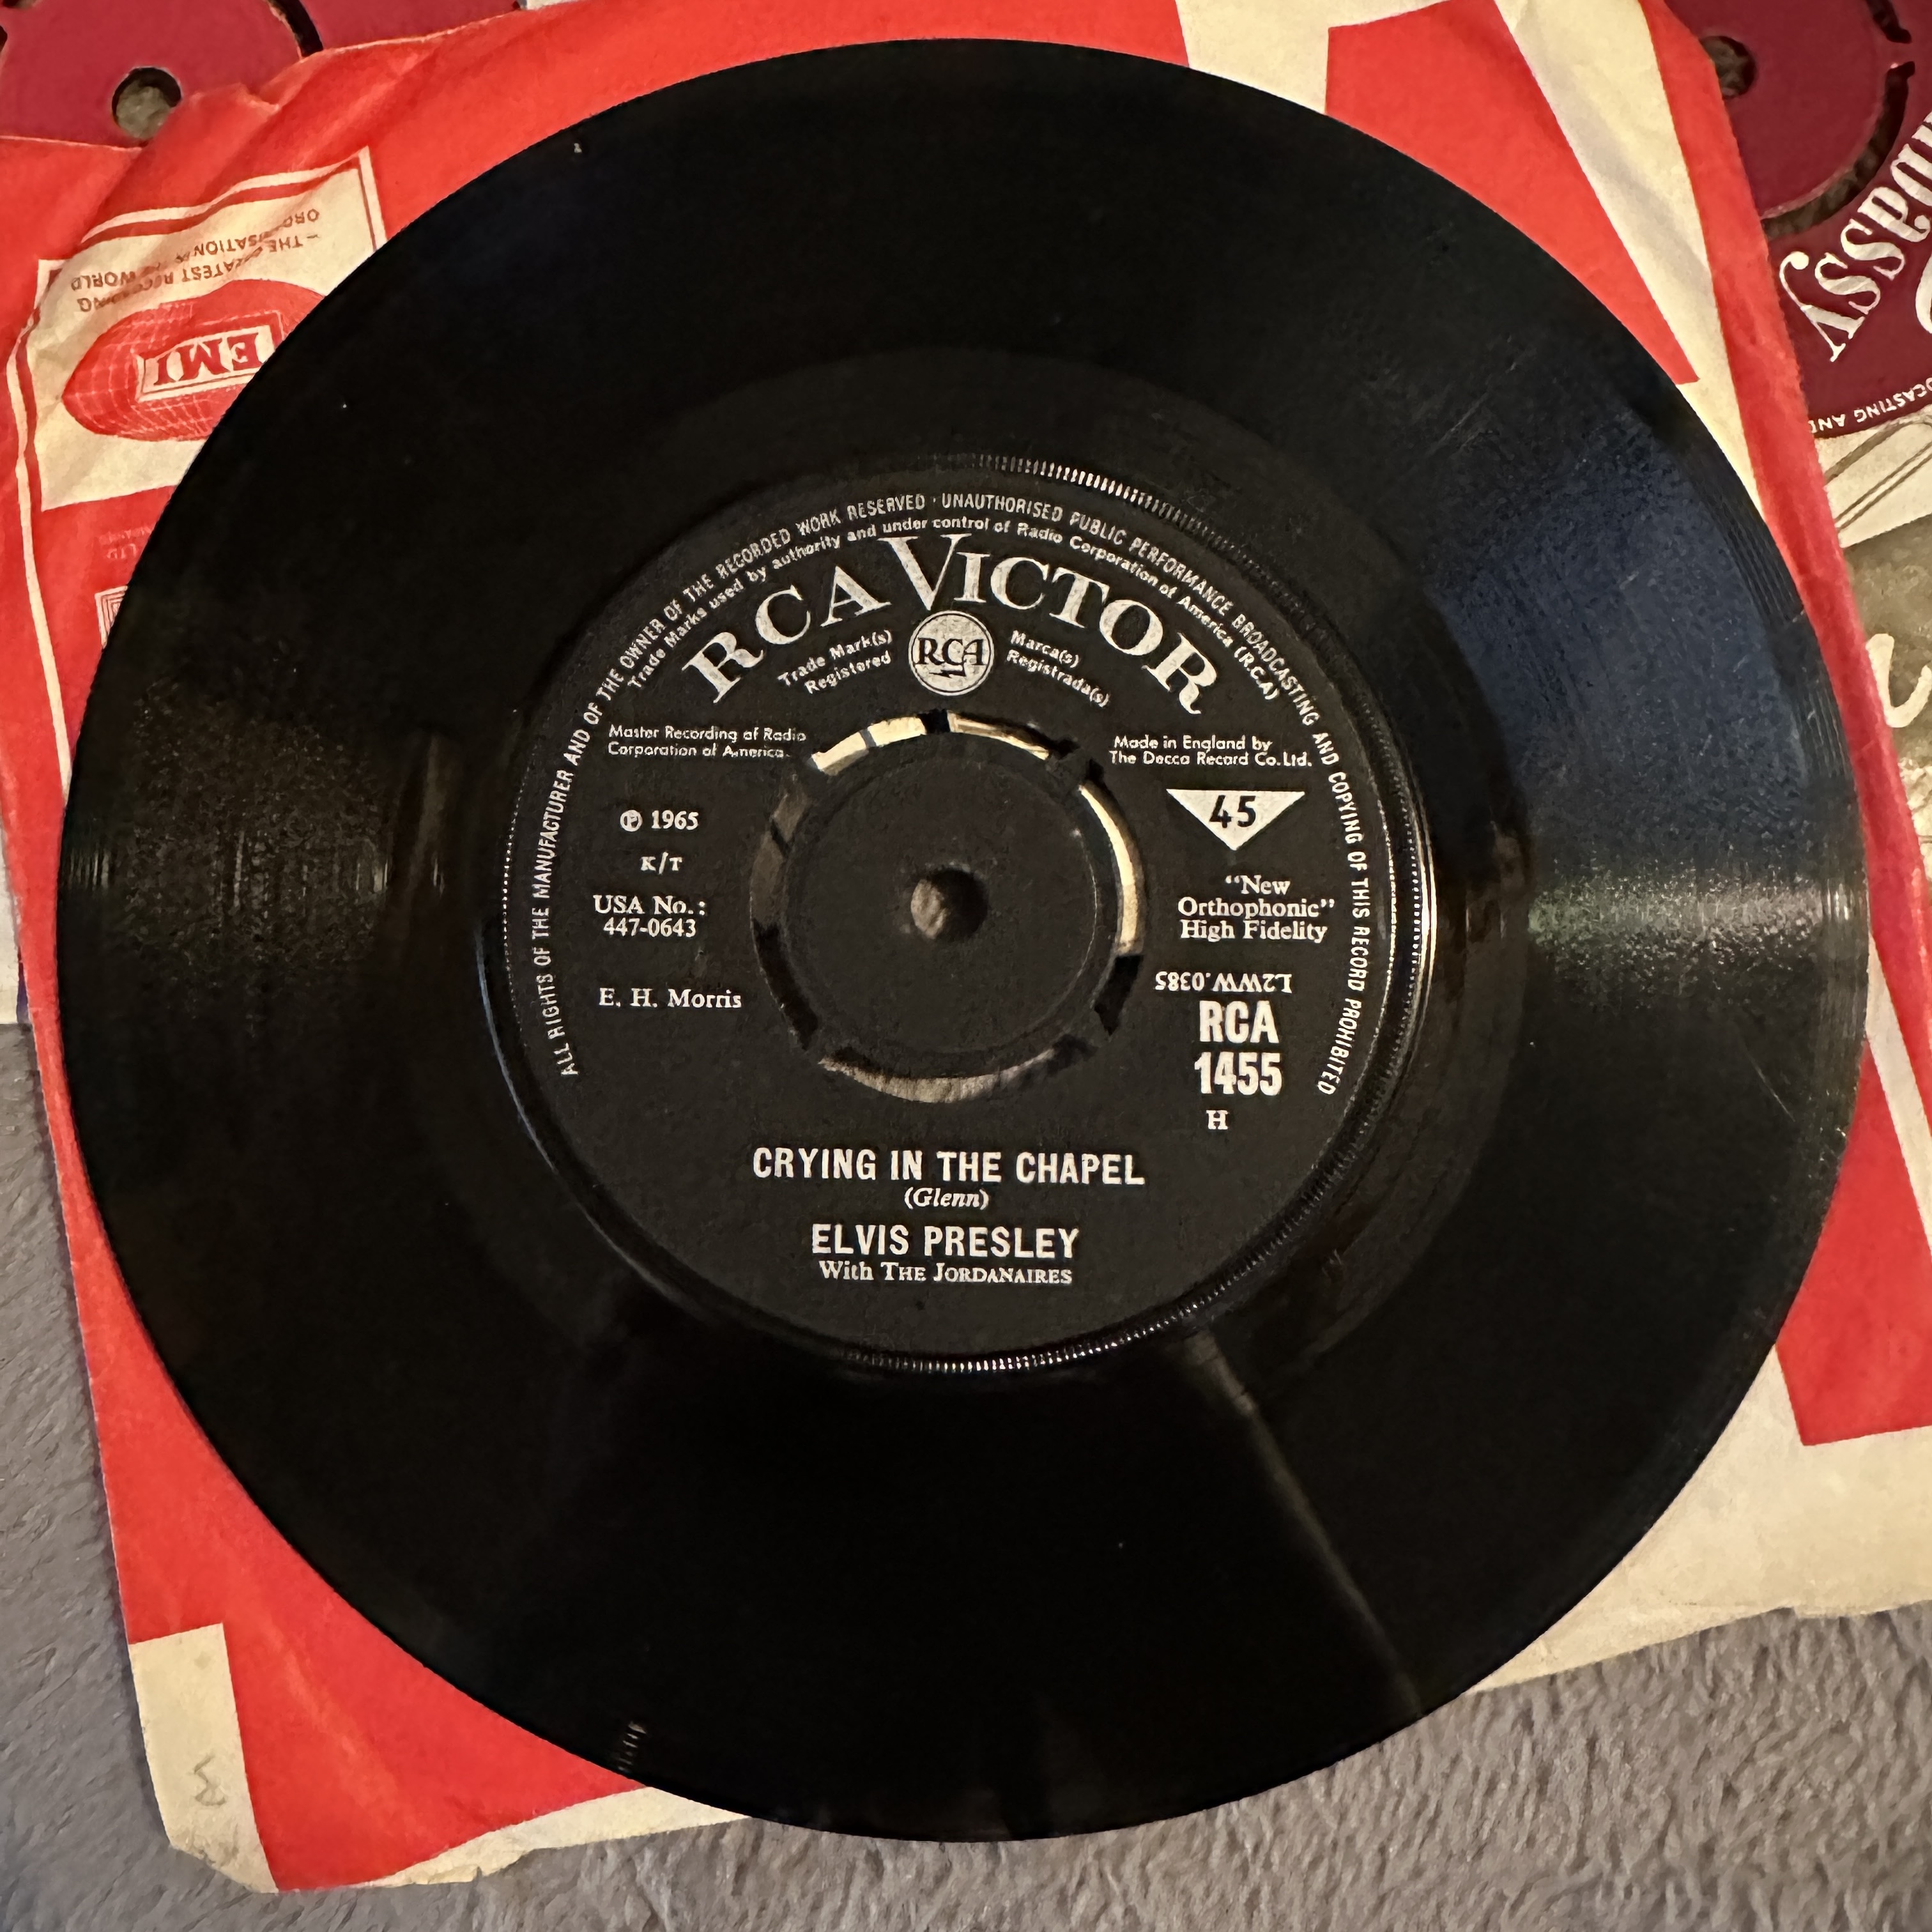 ALL RIGHTS OF THE MANUFACTURER AND OF THE OWNER OF THE RECORDED WORK RESERVED · UNAUTHORISED PUBLIC PERFORMANCE BROADCASTING AND COPYING OF THIS RECORD PROHIBITED
Trade Marks used by authority and under control of Radio Corporation of America (RCA)
RCA VICTOR
Trade Mark(s)
Registered
RCA
Marca(s)
Registrada(s)
Master Recording of Radio
Corporation of America.
Made in England by
The Decca Record Co. Ltd.
℗ 1965
K/T
USA No.:
447-0643
E. H. Morris
45
“New
Orthophonic”
High Fidelity
L2WW.0385
RCA
1455
H
CRYING IN THE CHAPEL
(Glenn)
ELVIS PRESLEY
With THE JORDANAIRES
EMI
THE GREATEST RECORDING
ORGANISATION IN THE WORLD
LTD
AND
3